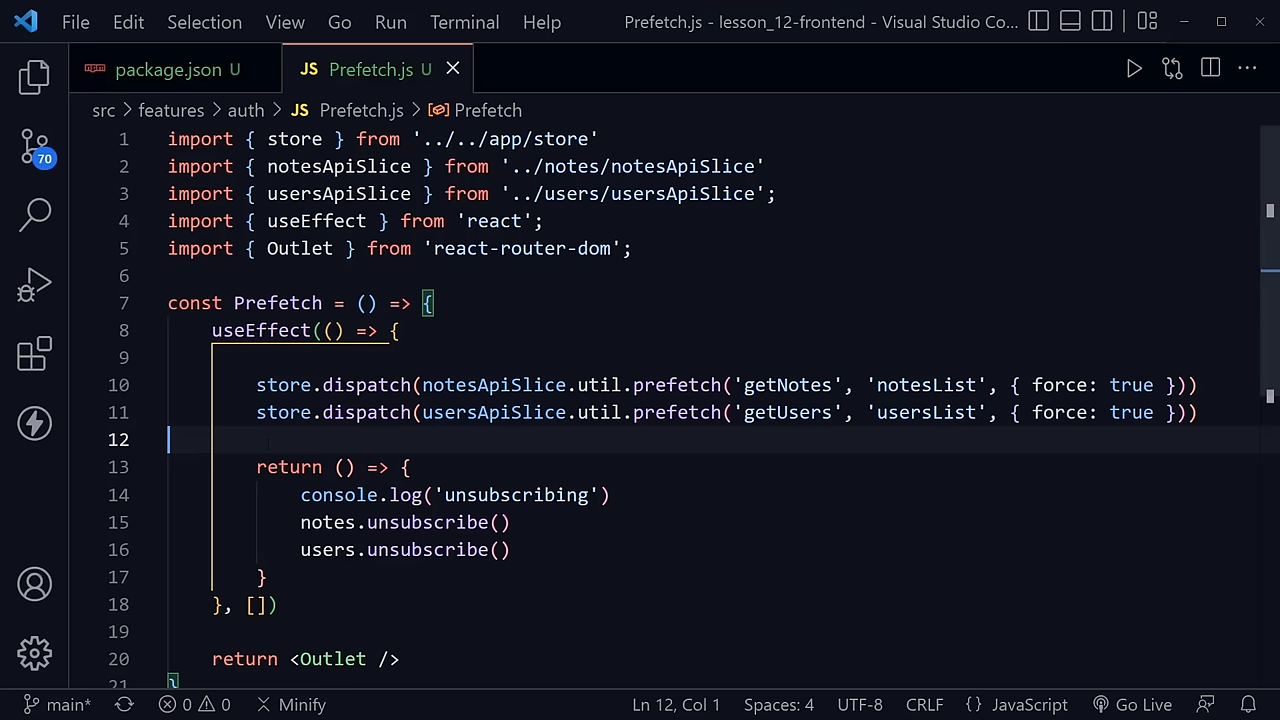 File Edit Selection View Go Run Terminal Help Prefetch.js - lesson_12-frontend - Visual Studio Co...
package.json U JS Prefetch.js U
src > features > auth > JS Prefetch.js > Prefetch
1 import { store } from '../../app/store'
2 import { notesApiSlice } from '../notes/notesApiSlice'
3 import { usersApiSlice } from '../users/usersApiSlice';
4 import { useEffect } from 'react';
5 import { Outlet } from 'react-router-dom';
6
7 const Prefetch = () => {
8 useEffect(() => {
9
10 store.dispatch(notesApiSlice.util.prefetch('getNotes', 'notesList', { force: true }))
11 store.dispatch(usersApiSlice.util.prefetch('getUsers', 'usersList', { force: true }))
12
13 return () => {
14 console.log('unsubscribing')
15 notes.unsubscribe()
16 users.unsubscribe()
17 }
18 }, [])
19
20 return <Outlet />
21 }
70
main* 0 0 Minify Ln 12, Col 1 Spaces: 4 UTF-8 CRLF {} JavaScript Go Live